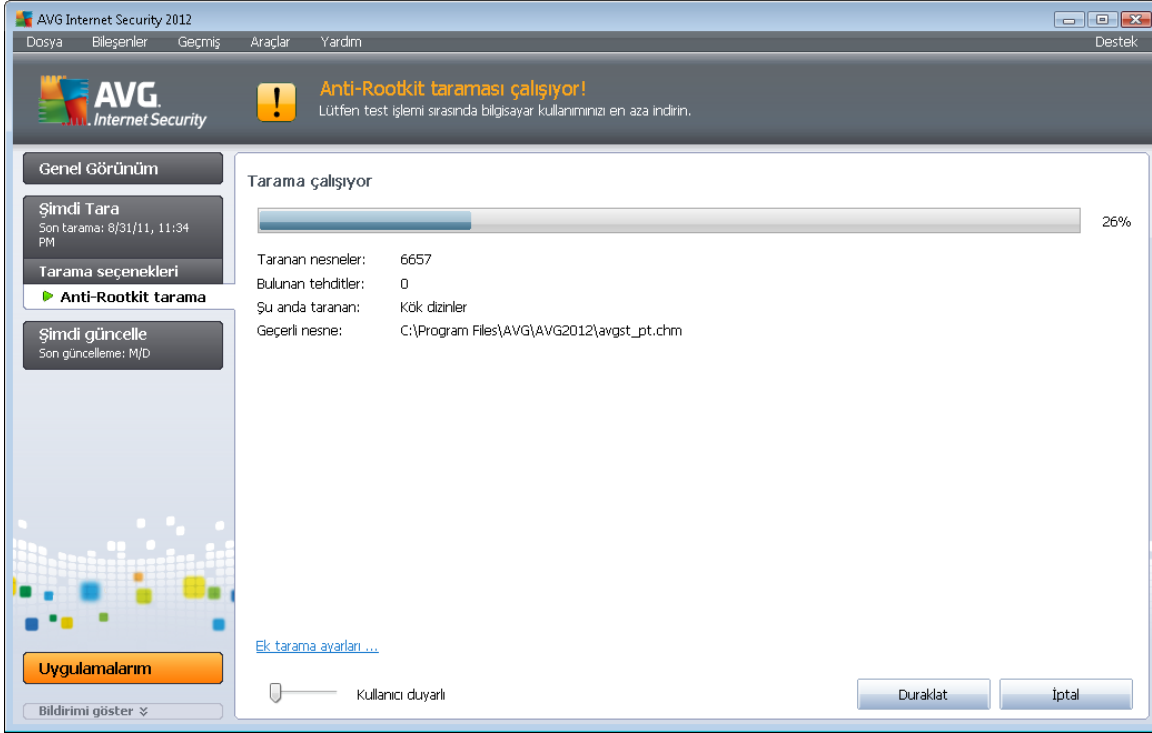 AVG Internet Security 2012
Dosya Bileşenler Geçmiş Araçlar Yardım Destek
AVG.
Internet Security
Anti-Rootkit taraması çalışıyor!
Lütfen test işlemi sırasında bilgisayar kullanımınızı en aza indirin.
Genel Görünüm
Şimdi Tara
Son tarama: 8/31/11, 11:34
PM
Tarama seçenekleri
Anti-Rootkit tarama
Şimdi güncelle
Son güncelleme: M/D
Tarama çalışıyor
26%
Taranan nesneler: 6657
Bulunan tehditler: 0
Şu anda taranan: Kök dizinler
Geçerli nesne: C:\Program Files\AVG\AVG2012\avgst_pt.chm
Ek tarama ayarları ...
Uygulamalarım
Kullanıcı duyarlı
Duraklat İptal
Bildirimi göster